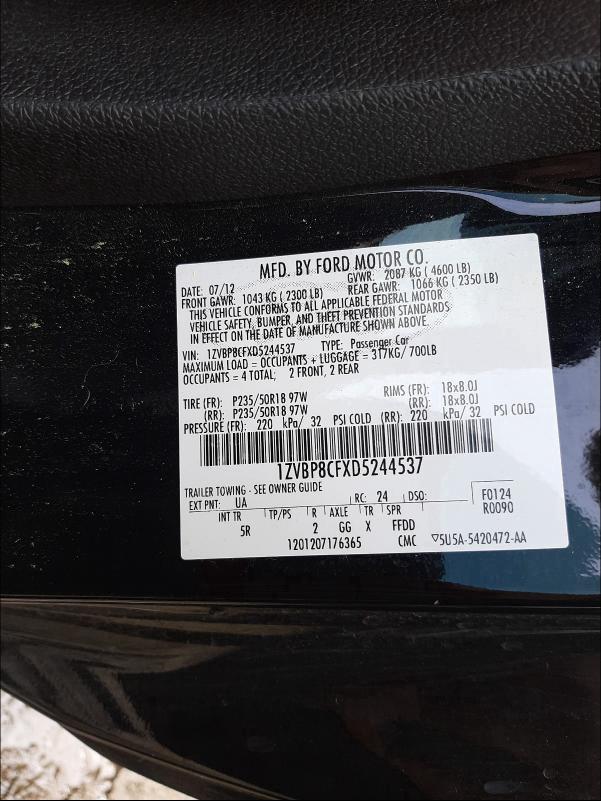 MFD. BY FORD MOTOR CO.
DATE: 07/12 GVWR: 2087 KG (4600 LB)
FRONT GAWR: 1043 KG (2300 LB) REAR GAWR: 1066 KG (2350 LB)
THIS VEHICLE CONFORMS TO ALL APPLICABLE FEDERAL MOTOR
VEHICLE SAFETY, BUMPER, AND THEFT PREVENTION STANDARDS
IN EFFECT ON THE DATE OF MANUFACTURE SHOWN ABOVE.
VIN: 1ZVBP8CFXD5244537 TYPE: Passenger Car
MAXIMUM LOAD = OCCUPANTS + LUGGAGE = 317KG/ 700LB
OCCUPANTS = 4 TOTAL; 2 FRONT, 2 REAR
TIRE (FR): P235/50R18 97W RIMS (FR): 18x8.0J
(RR): P235/50R18 97W (RR): 18x8.0J
PRESSURE (FR): 220 kPa/ 32 PSI COLD (RR): 220 kPa/ 32 PSI COLD
1ZVBP8CFXD5244537
TRAILER TOWING - SEE OWNER GUIDE
EXT PNT: UA RC: 24 DSO: F0124
INT TR TP/PS R AXLE TR SPR R0090
5R 2 GG X FFDD
1201207176365 CMC ▽5U5A-5420472-AA